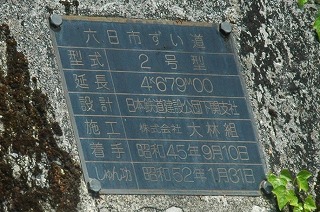 六日市ずい道
型式 2号型
延長 4K679M00
設計 日本鉄道建設公団下関支社
施工 株式会社 大林組
着手 昭和45年9月10日
しゅん功 昭和52年1月31日